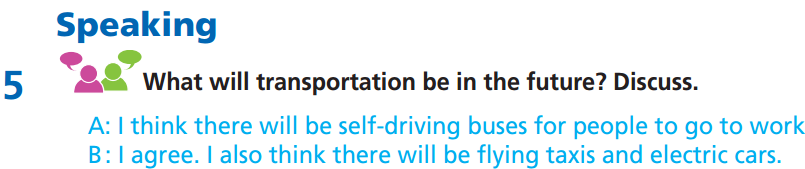 Speaking
5 What will transportation be in the future? Discuss.
A: I think there will be self-driving buses for people to go to work
B: I agree. I also think there will be flying taxis and electric cars.